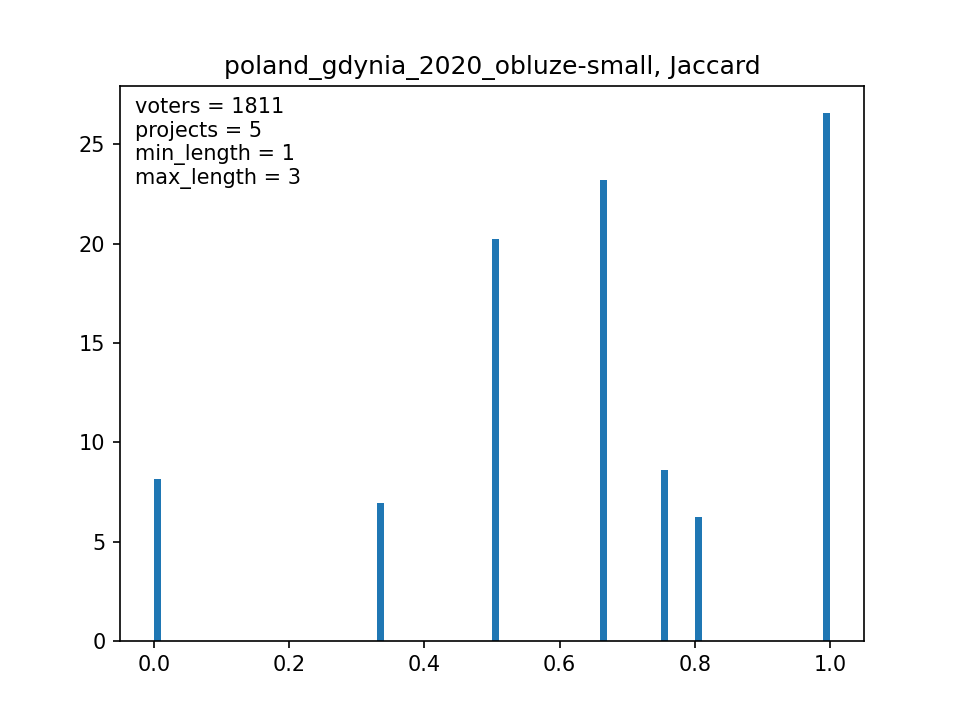 poland_gdynia_2020_obluze-small, Jaccard
voters = 1811
projects = 5
min_length = 1
max_length = 3
25
20
15
10
5
0
0.0 0.2 0.4 0.6 0.8 1.0